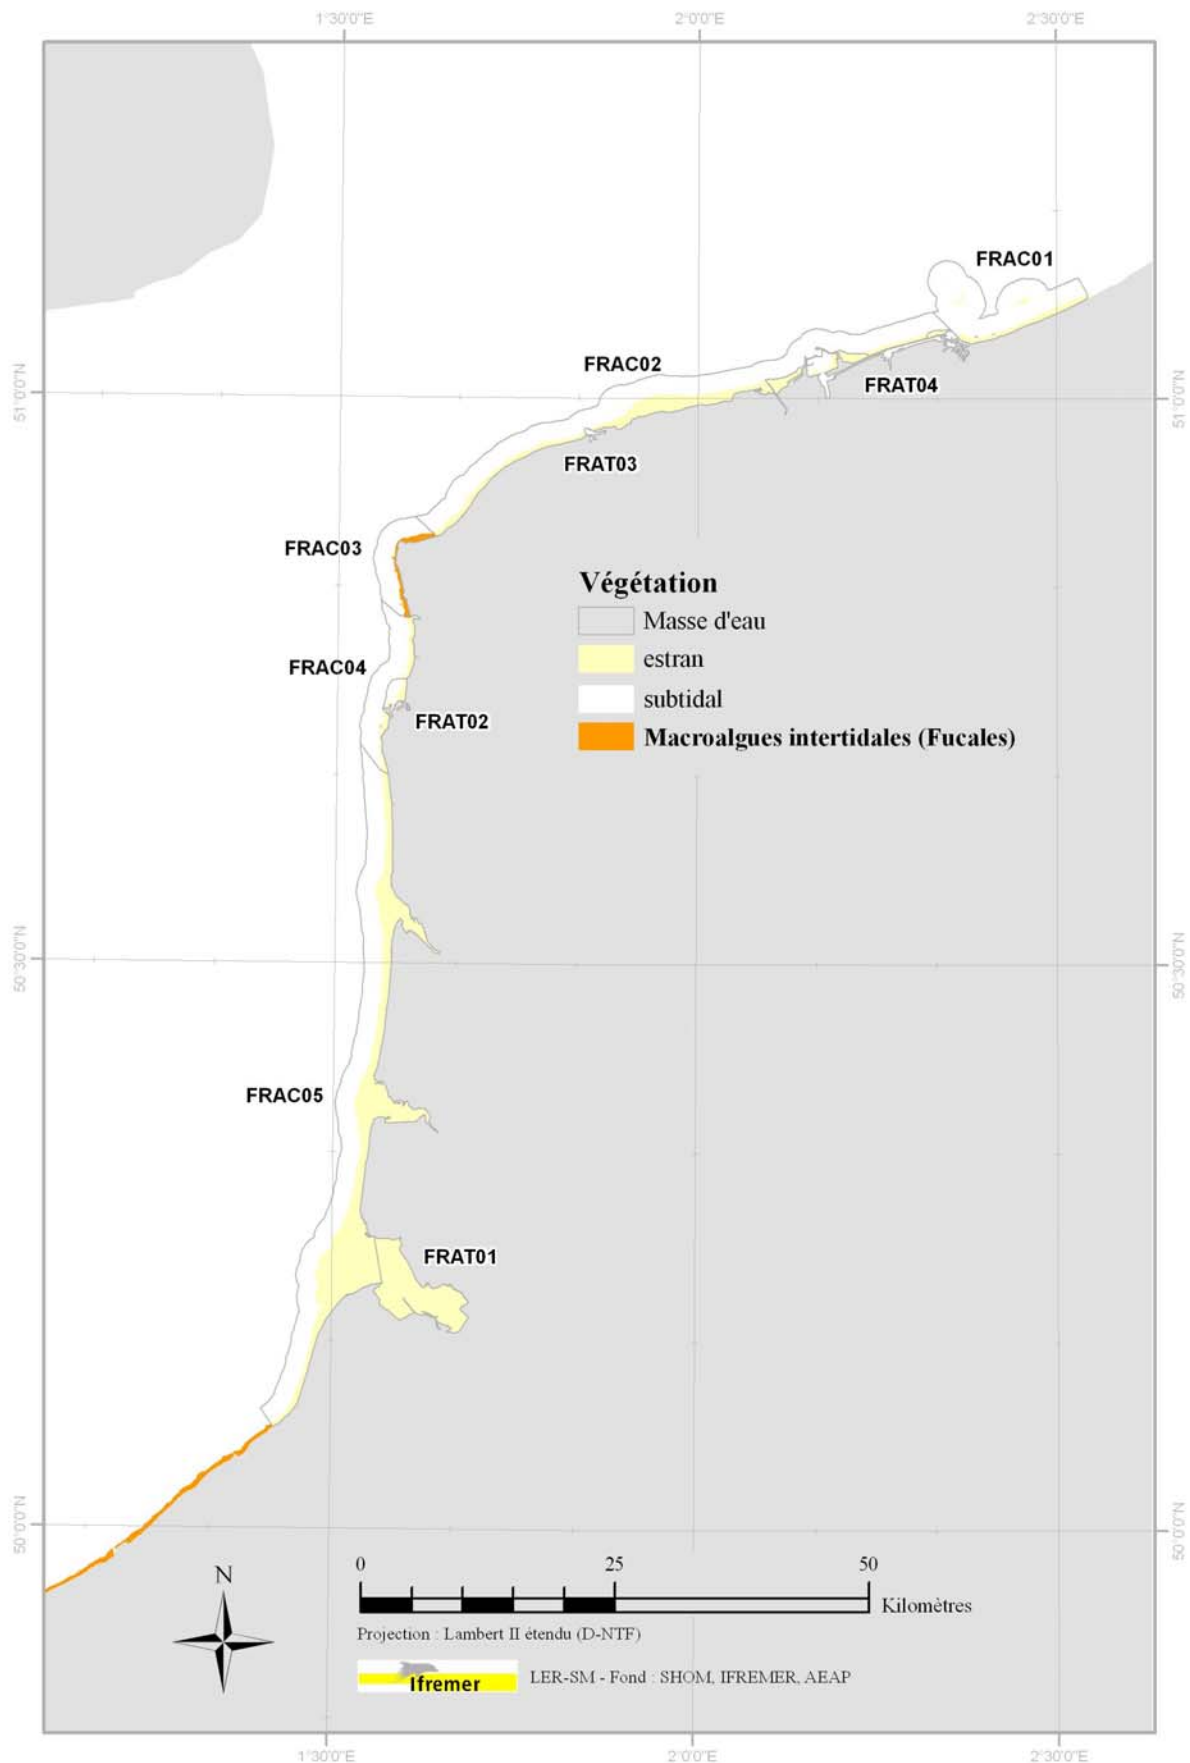 1°30'0"E
2°0'0"E
2°30'0"E
FRAC01
FRAC02
51°0'0"N
FRAT04
51°0'0"N
FRAT03
FRAC03
Végétation
Masse d'eau
FRAC04
estran
subtidal
FRAT02
Macroalgues intertidales (Fucales)
50°30'0"N
50°30'0"N
FRAC05
FRAT01
50°0'0"N
50°0'0"N
0 25 50
N
Kilomètres
Projection : Lambert II étendu (D-NTF)
Ifremer
LER-SM - Fond : SHOM, IFREMER, AEAP
1°30'0"E
2°0'0"E
2°30'0"E